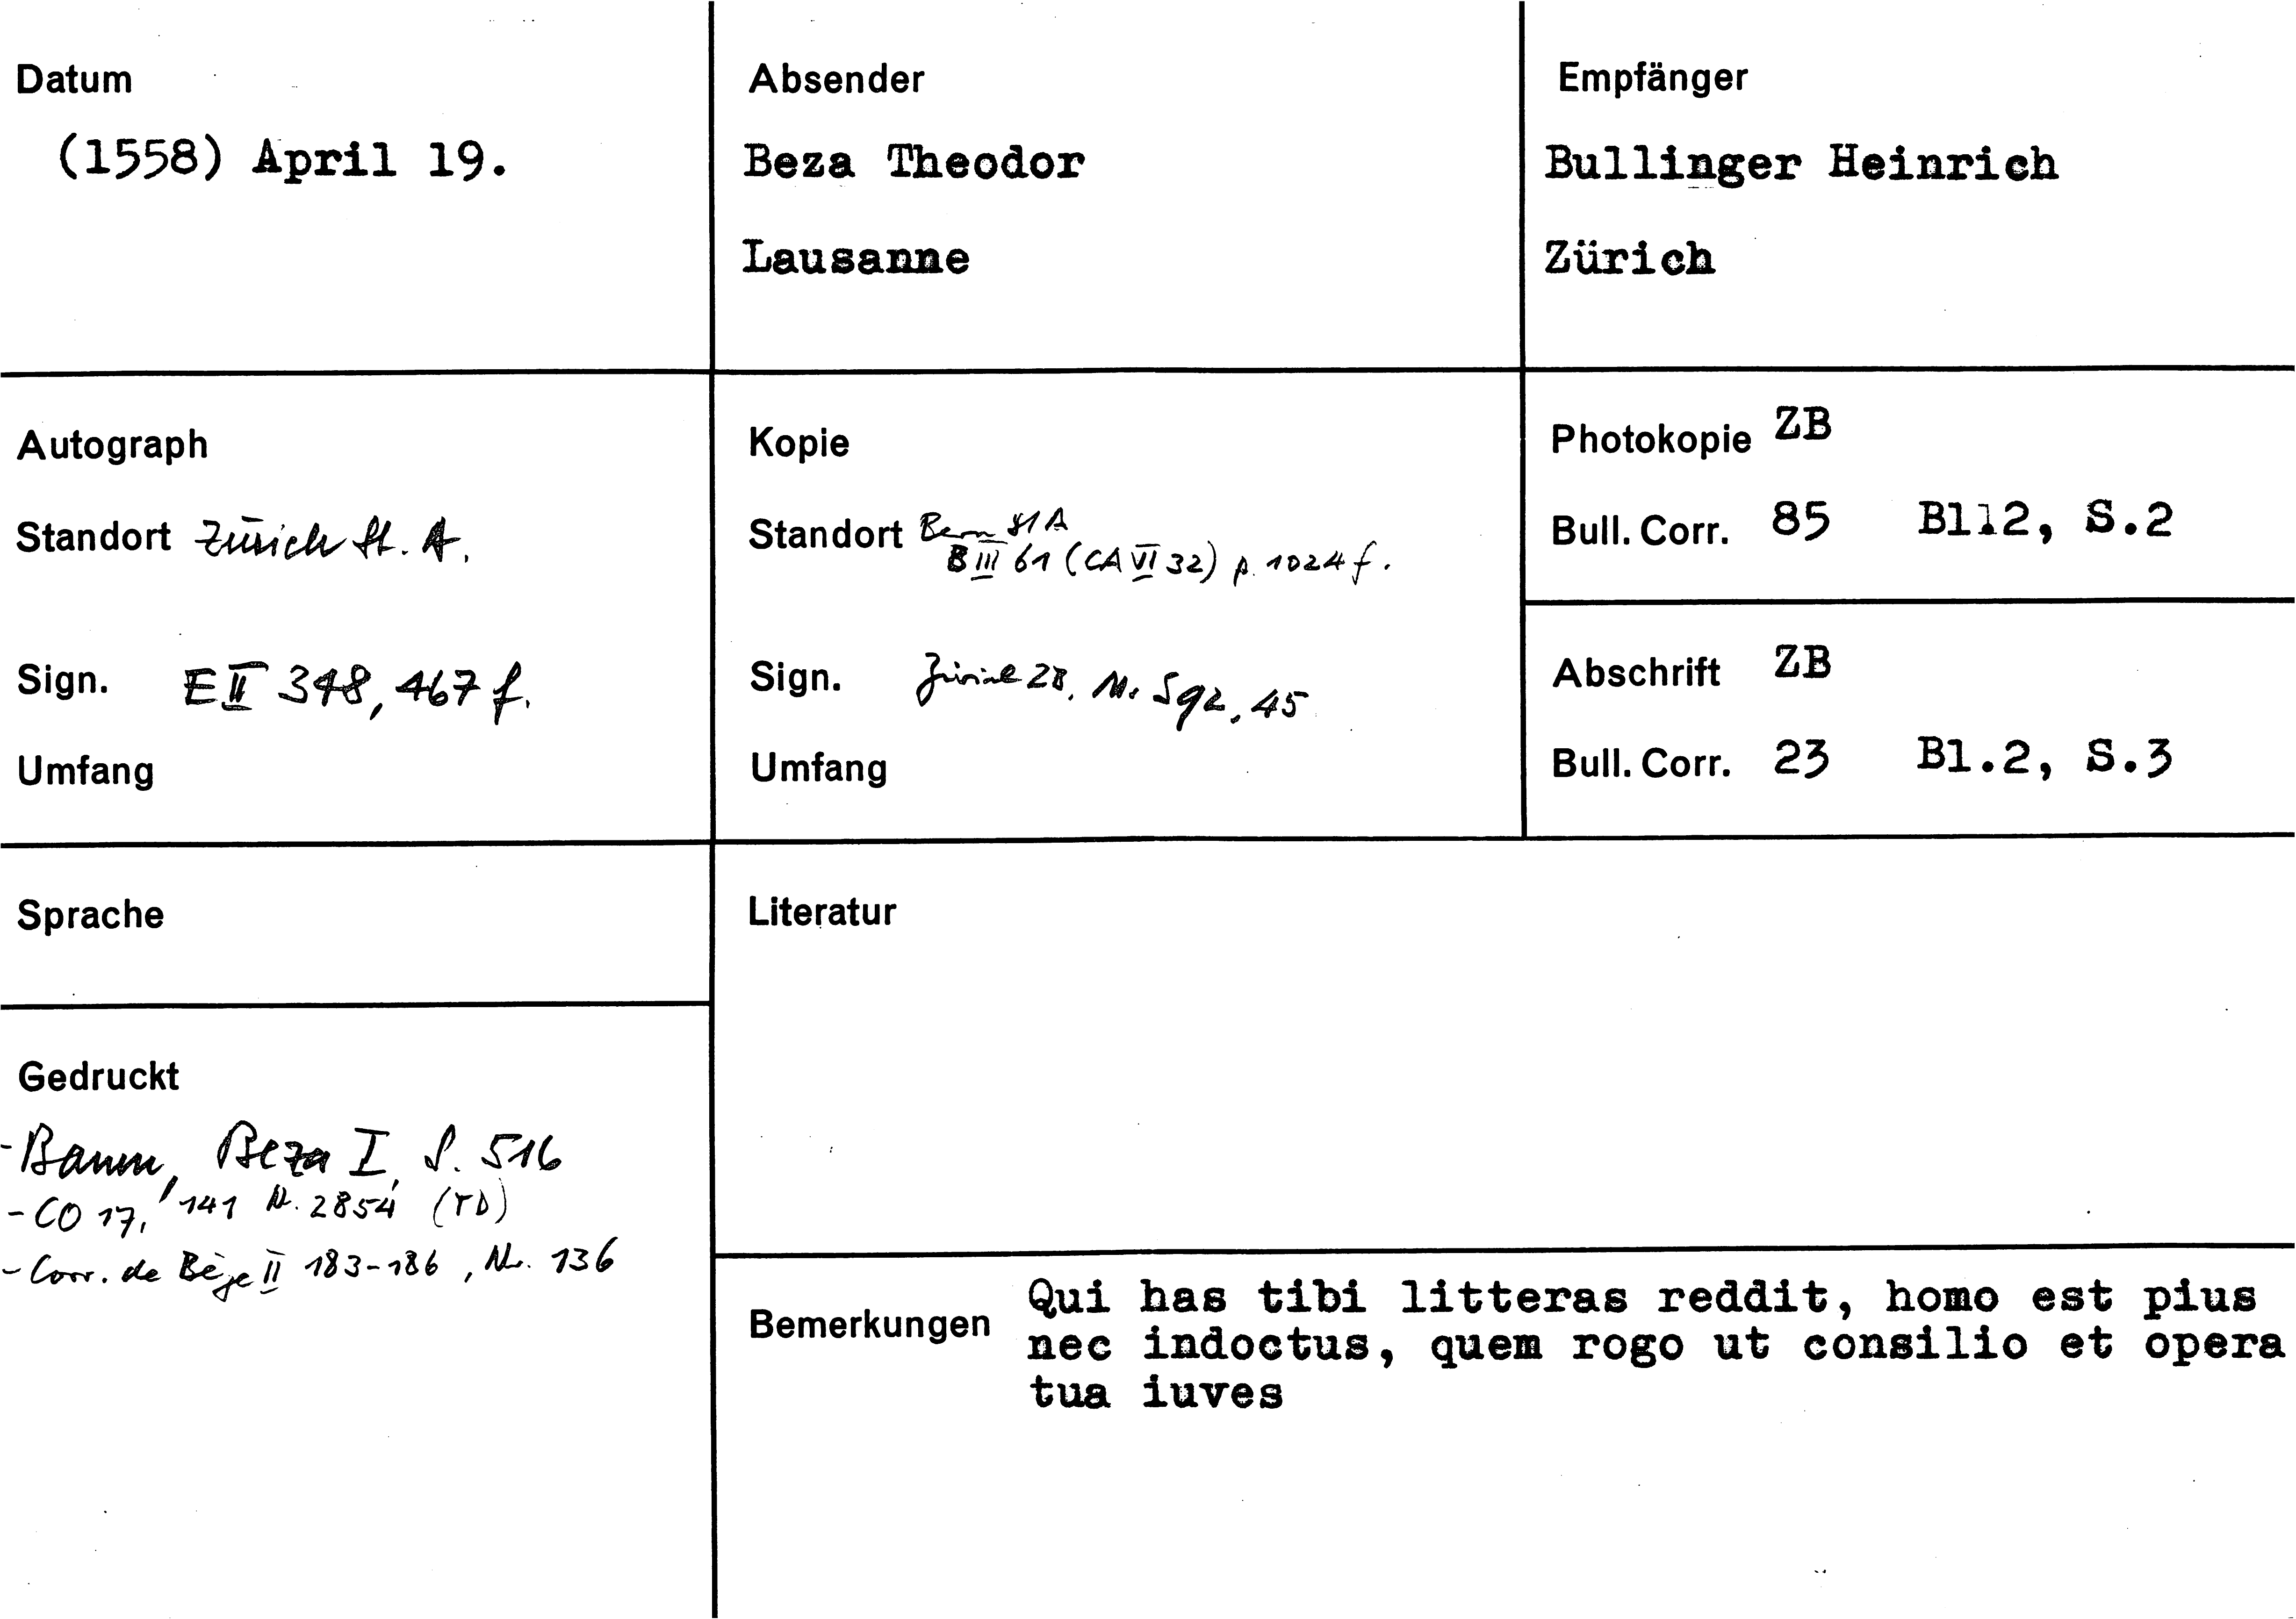 Datum
(1558) April 19.
Absender
Beza Theodor
Lausanne
Empfänger
Bullinger Heinrich
Zürich
Autograph
Standort Zürich St. A.
Sign. E II 348, 467 f.
Umfang
Kopie
Standort Bern StA
B III 61 (CA VI 32) p. 1024 f.
Sign. Zürich ZB, Ms S 92, 45
Umfang
Photokopie ZB
Bull. Corr. 85 Bl12, S.2
Abschrift ZB
Bull. Corr. 23 Bl.2, S.3
Sprache
Gedruckt
- Baum, Beza I, S. 516
- CO 17, 141 Nr. 2854 (TD)
- Corr. de Bèze II 183-186, Nr. 136
Literatur
Bemerkungen Qui has tibi litteras reddit, homo est pius
nec indoctus, quem rogo ut consilio et opera
tua iuves